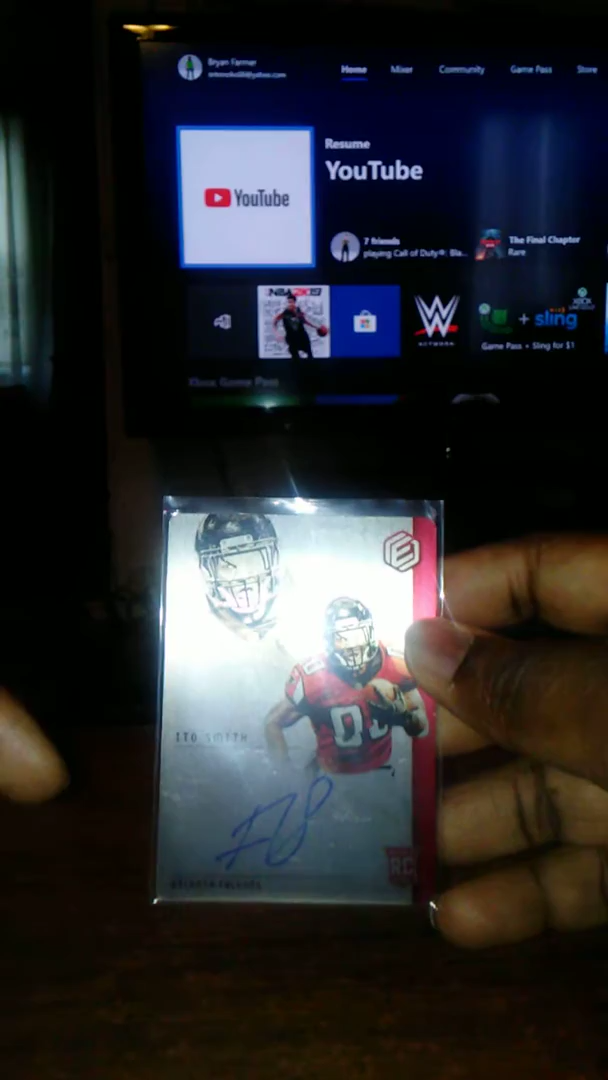 Bryan Farmer
Home Mixer Community Game Pass Store
Resume
YouTube
YouTube
7 friends
playing Call of Duty®: Bla...
The Final Chapter
Rare
NBA 2K19
W
NETWORK
+ sling
XBOX
Game Pass + Sling for $1
Xbox Game Pass
E
ITO SMITH
RC
ATLANTA FALCONS